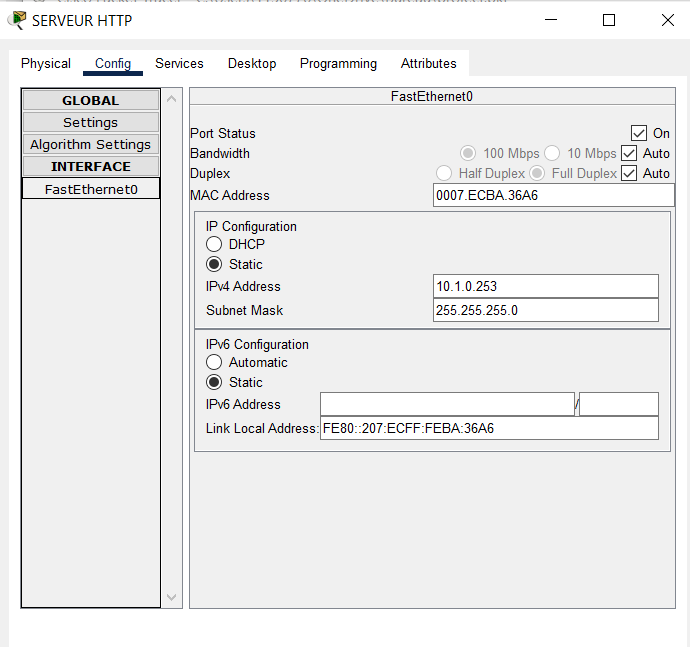 SERVEUR HTTP
Physical Config Services Desktop Programming Attributes
GLOBAL
Settings
Algorithm Settings
INTERFACE
FastEthernet0
FastEthernet0
Port Status On
Bandwidth 100 Mbps 10 Mbps Auto
Duplex Half Duplex Full Duplex Auto
MAC Address 0007.ECBA.36A6
IP Configuration
DHCP
Static
IPv4 Address 10.1.0.253
Subnet Mask 255.255.255.0
IPv6 Configuration
Automatic
Static
IPv6 Address /
Link Local Address: FE80::207:ECFF:FEBA:36A6